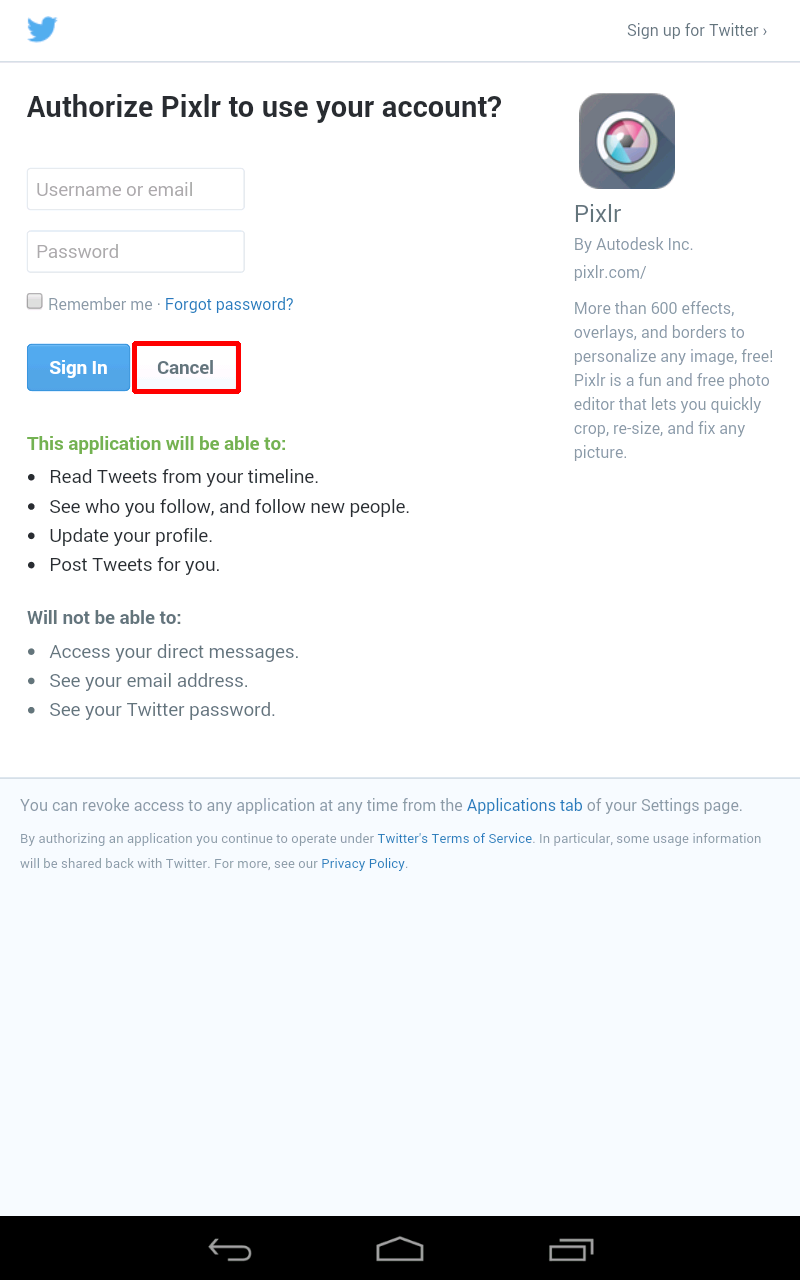 Sign up for Twitter ›
Authorize Pixlr to use your account?
Username or email
Password
Remember me · Forgot password?
Sign In
Cancel
This application will be able to:
• Read Tweets from your timeline.
• See who you follow, and follow new people.
• Update your profile.
• Post Tweets for you.
Will not be able to:
• Access your direct messages.
• See your email address.
• See your Twitter password.
Pixlr
By Autodesk Inc.
pixlr.com/
More than 600 effects,
overlays, and borders to
personalize any image, free!
Pixlr is a fun and free photo
editor that lets you quickly
crop, re-size, and fix any
picture.
You can revoke access to any application at any time from the Applications tab of your Settings page.
By authorizing an application you continue to operate under Twitter's Terms of Service. In particular, some usage information
will be shared back with Twitter. For more, see our Privacy Policy.